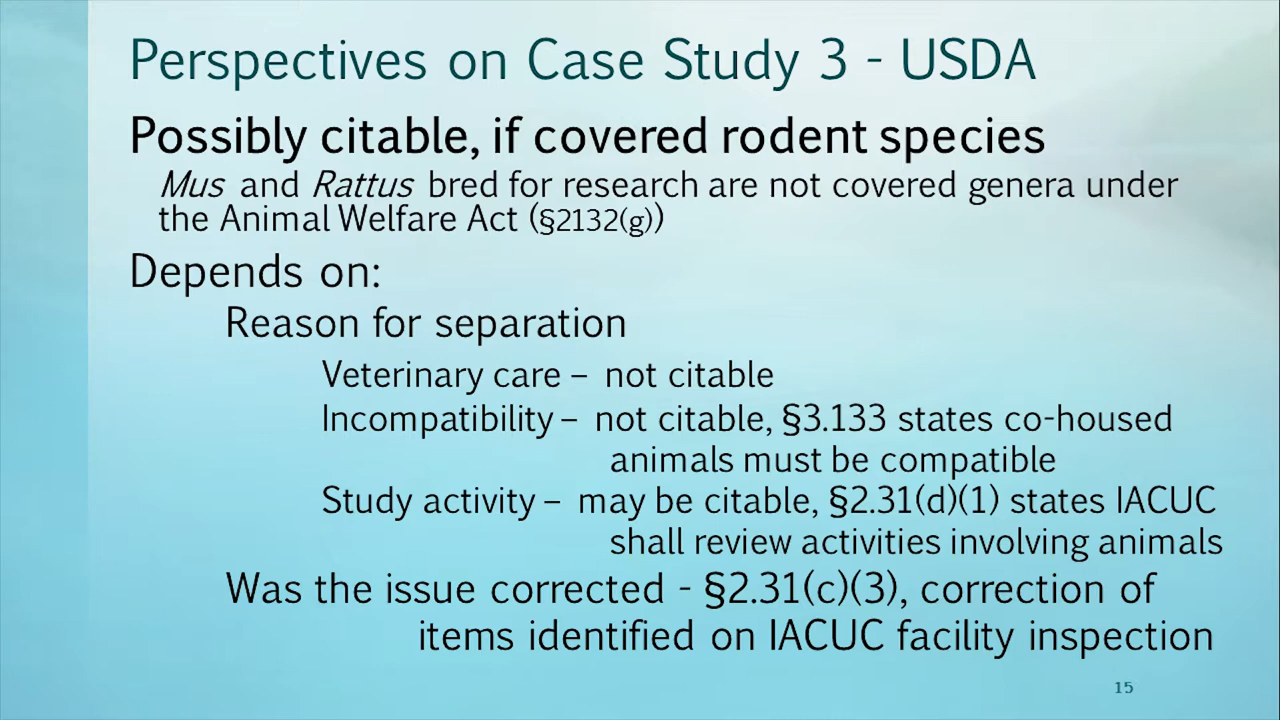 Perspectives on Case Study 3 - USDA
Possibly citable, if covered rodent species
Mus and Rattus bred for research are not covered genera under
the Animal Welfare Act (§2132(g))
Depends on:
Reason for separation
Veterinary care – not citable
Incompatibility – not citable, §3.133 states co-housed
animals must be compatible
Study activity – may be citable, §2.31(d)(1) states IACUC
shall review activities involving animals
Was the issue corrected - §2.31(c)(3), correction of
items identified on IACUC facility inspection
15